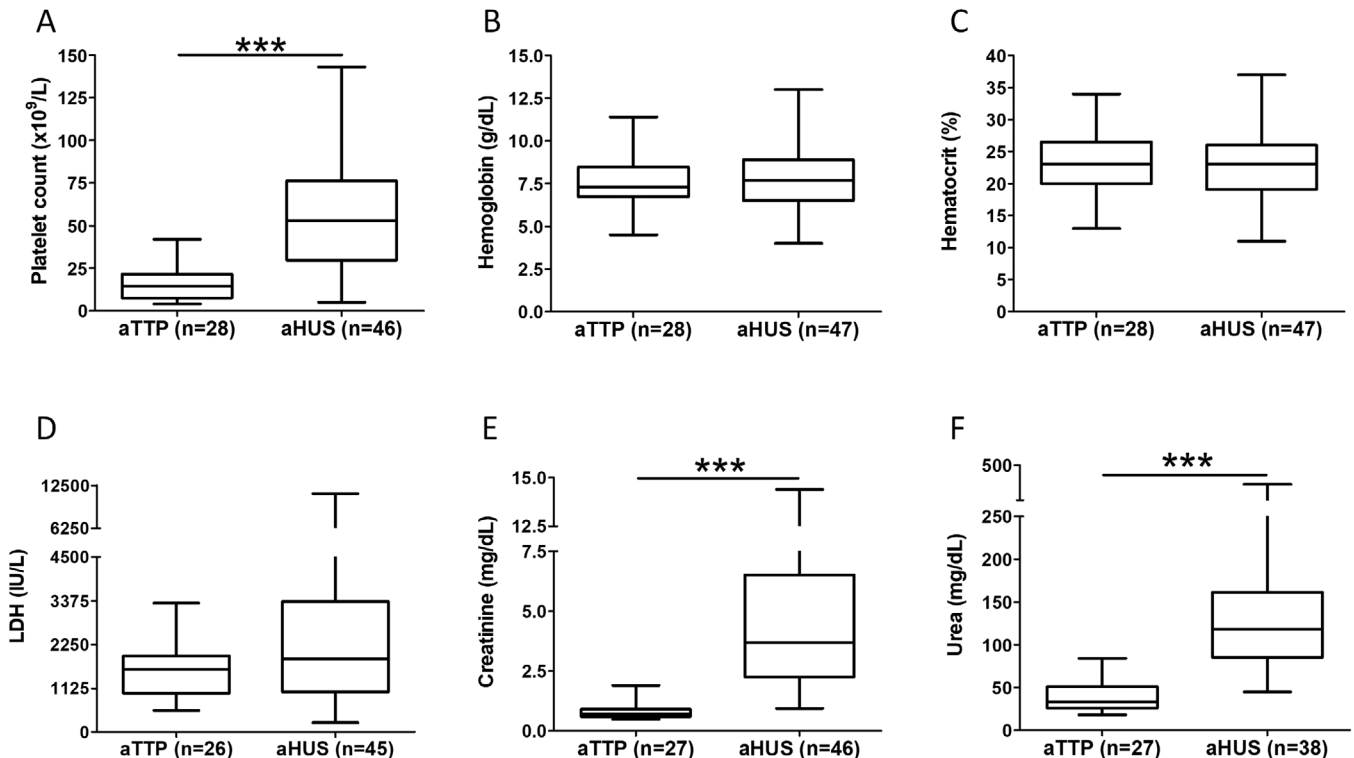 A
***
Platelet count (x10⁹/L)
150
125
100
75
50
25
0
aTTP (n=28)
aHUS (n=46)
B
Hemoglobin (g/dL)
15.0
12.5
10.0
7.5
5.0
2.5
0.0
aTTP (n=28)
aHUS (n=47)
C
Hematocrit (%)
40
35
30
25
20
15
10
5
0
aTTP (n=28)
aHUS (n=47)
D
LDH (IU/L)
12500
6250
4500
3375
2250
1125
0
aTTP (n=26)
aHUS (n=45)
E
***
Creatinine (mg/dL)
15.0
12.5
7.5
5.0
2.5
0.0
aTTP (n=27)
aHUS (n=46)
F
***
Urea (mg/dL)
500
250
200
150
100
50
0
aTTP (n=27)
aHUS (n=38)